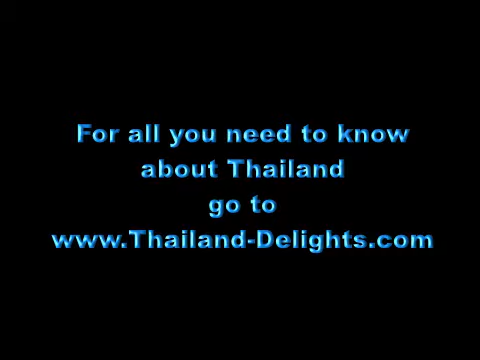 For all you need to know
about Thailand
go to
www.Thailand-Delights.com